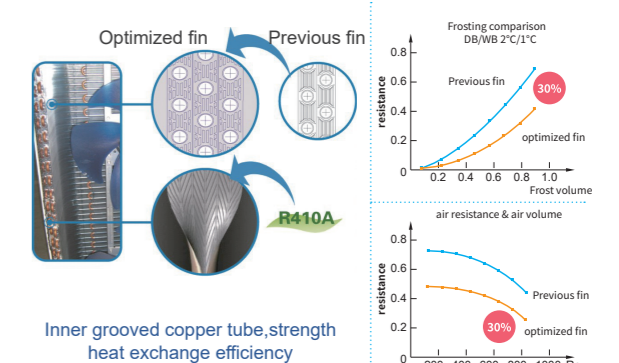 Optimized fin
Previous fin
R410A
Inner grooved copper tube,strength
heat exchange efficiency
Frosting comparison
DB/WB 2°C/1°C
resistance
0.8
0.6
0.4
0.2
0
Previous fin
30%
optimized fin
0.2 0.4 0.6 0.8 1.0
Frost volume
air resistance & air volume
resistance
0.8
0.6
0.4
0.2
0
Previous fin
30%
optimized fin